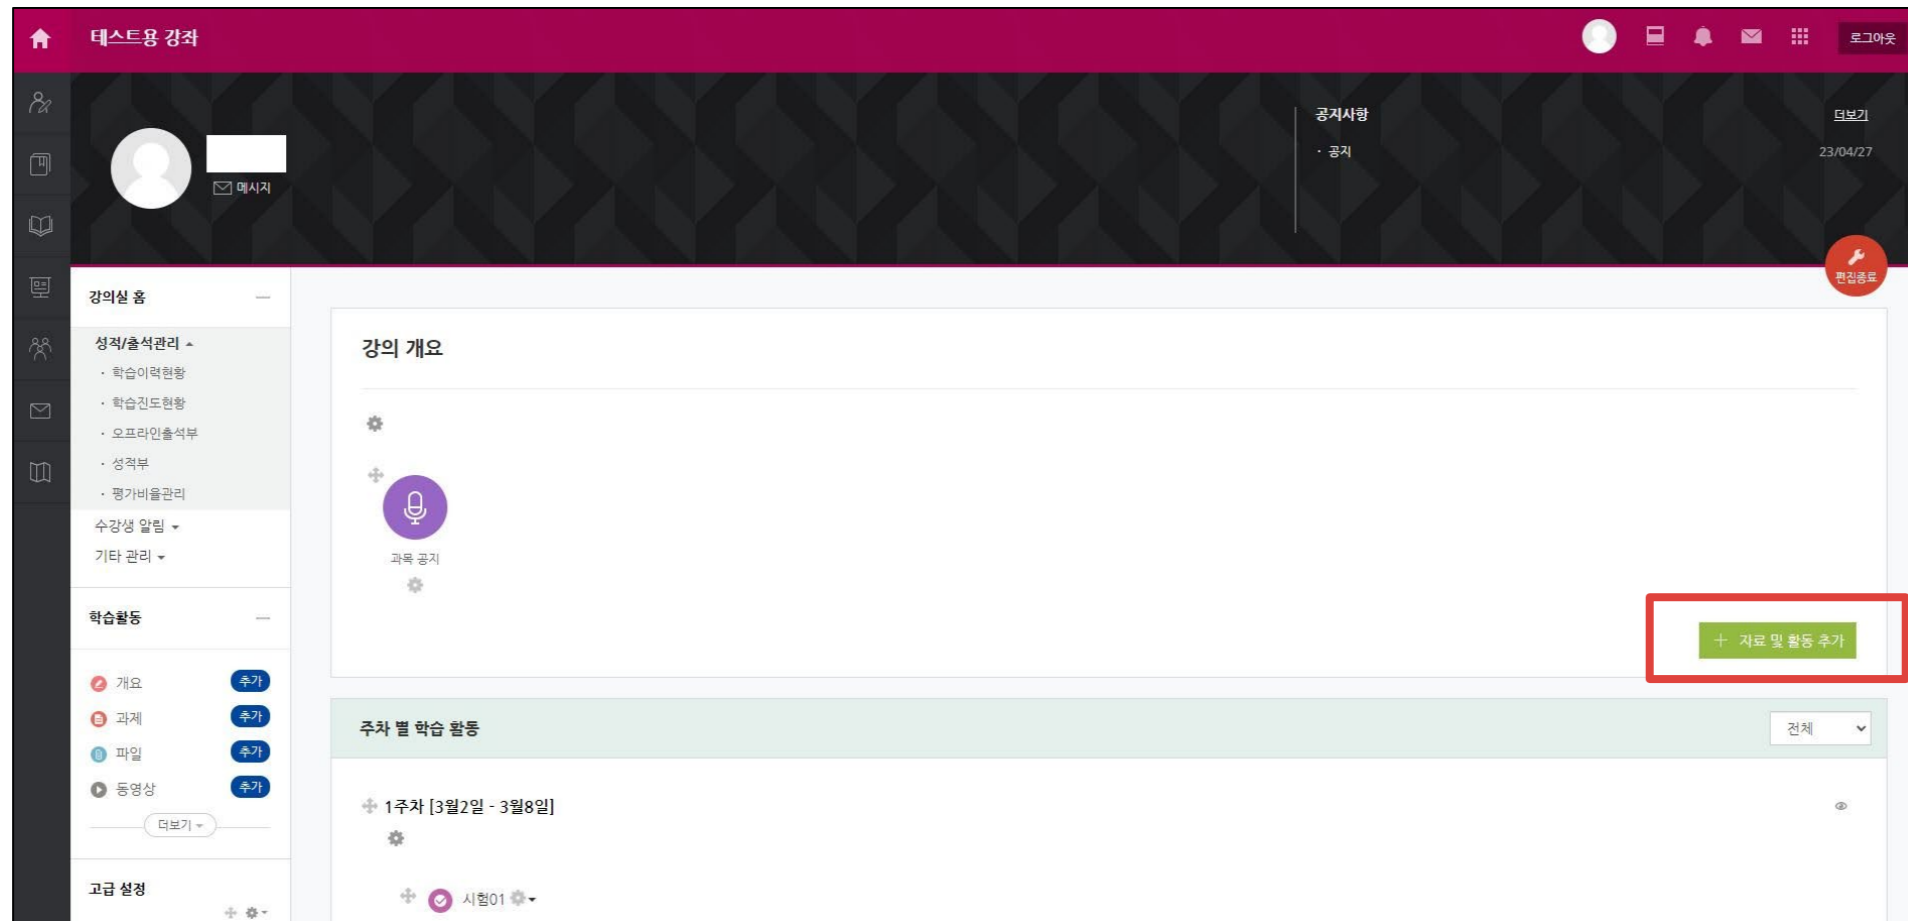 테스트용 강좌
로그아웃
메시지
공지사항
더보기
· 공지
23/04/27
편집종료
강의실 홈
성적/출석관리
· 학습이력현황
· 학습진도현황
· 오프라인출석부
· 성적부
· 평가비율관리
수강생 알림
기타 관리
학습활동
개요
추가
과제
추가
파일
추가
동영상
추가
더보기
고급 설정
강의 개요
과목 공지
+ 자료 및 활동 추가
주차 별 학습 활동
전체
1주차 [3월2일 - 3월8일]
시험01